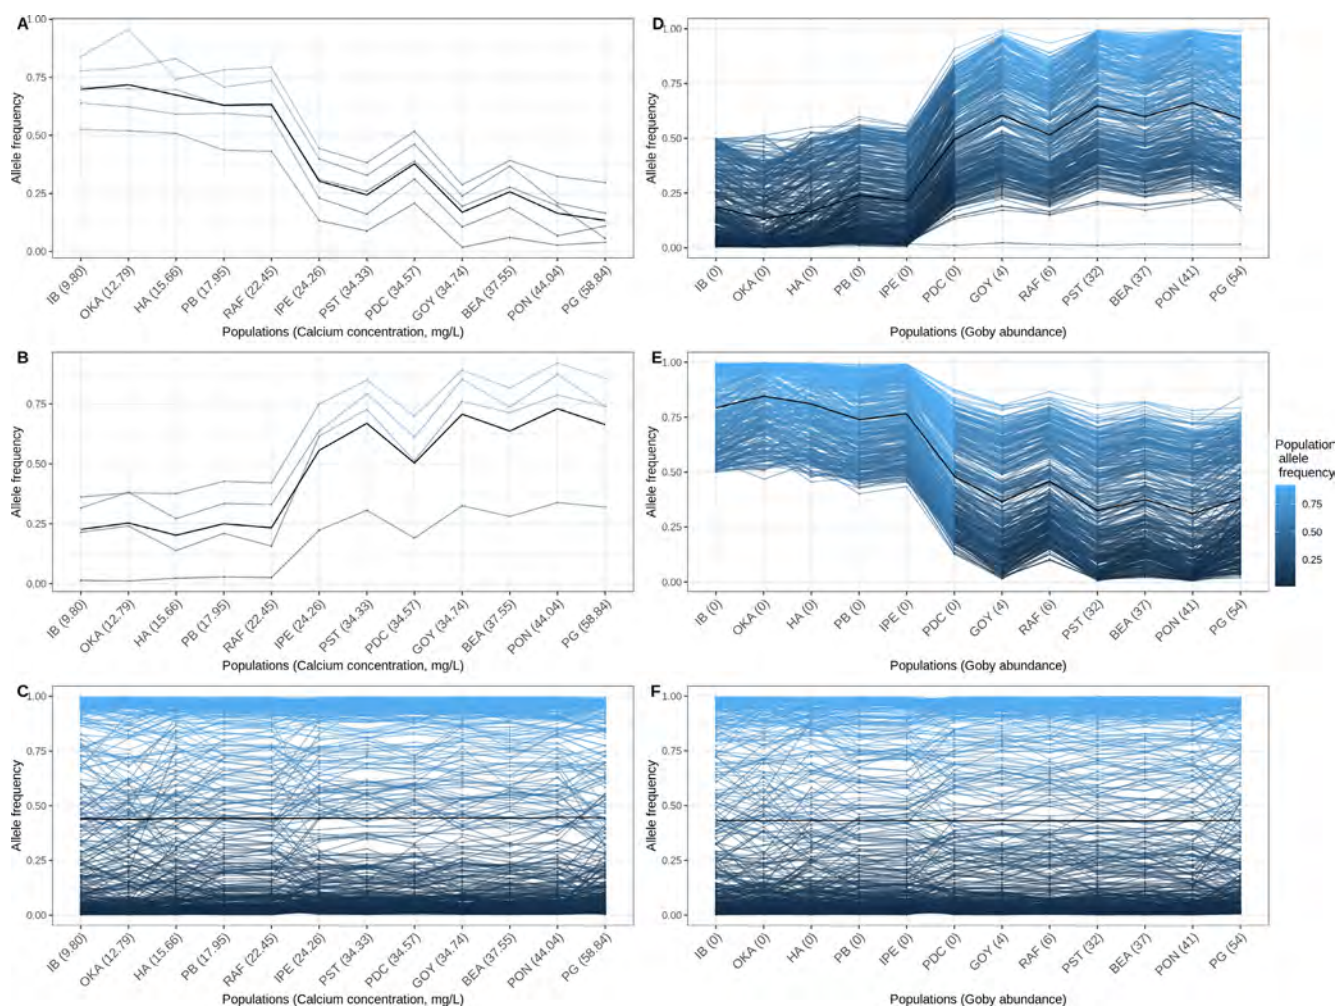 A
Allele frequency
1.00
0.75
0.50
0.25
0.00
IB (9.80)
OKA (12.79)
HA (15.66)
PB (17.95)
RAF (22.45)
IPE (24.26)
PST (34.33)
PDC (34.57)
GOY (34.74)
BEA (37.55)
PON (44.04)
PG (58.84)
Populations (Calcium concentration, mg/L)
D
Allele frequency
1.00
0.75
0.50
0.25
0.00
IB (0)
OKA (0)
HA (0)
PB (0)
IPE (0)
PDC (0)
GOY (4)
RAF (6)
PST (32)
BEA (37)
PON (41)
PG (54)
Populations (Goby abundance)
B
Allele frequency
0.75
0.50
0.25
0.00
IB (9.80)
OKA (12.79)
HA (15.66)
PB (17.95)
RAF (22.45)
IPE (24.26)
PST (34.33)
PDC (34.57)
GOY (34.74)
BEA (37.55)
PON (44.04)
PG (58.84)
Populations (Calcium concentration, mg/L)
E
Allele frequency
1.00
0.75
0.50
0.25
0.00
IB (0)
OKA (0)
HA (0)
PB (0)
IPE (0)
PDC (0)
GOY (4)
RAF (6)
PST (32)
BEA (37)
PON (41)
PG (54)
Populations (Goby abundance)
Population
allele
frequency
0.75
0.50
0.25
C
Allele frequency
1.00
0.75
0.50
0.25
0.00
IB (9.80)
OKA (12.79)
HA (15.66)
PB (17.95)
RAF (22.45)
IPE (24.26)
PST (34.33)
PDC (34.57)
GOY (34.74)
BEA (37.55)
PON (44.04)
PG (58.84)
Populations (Calcium concentration, mg/L)
F
Allele frequency
1.00
0.75
0.50
0.25
0.00
IB (0)
OKA (0)
HA (0)
PB (0)
IPE (0)
PDC (0)
GOY (4)
RAF (6)
PST (32)
BEA (37)
PON (41)
PG (54)
Populations (Goby abundance)